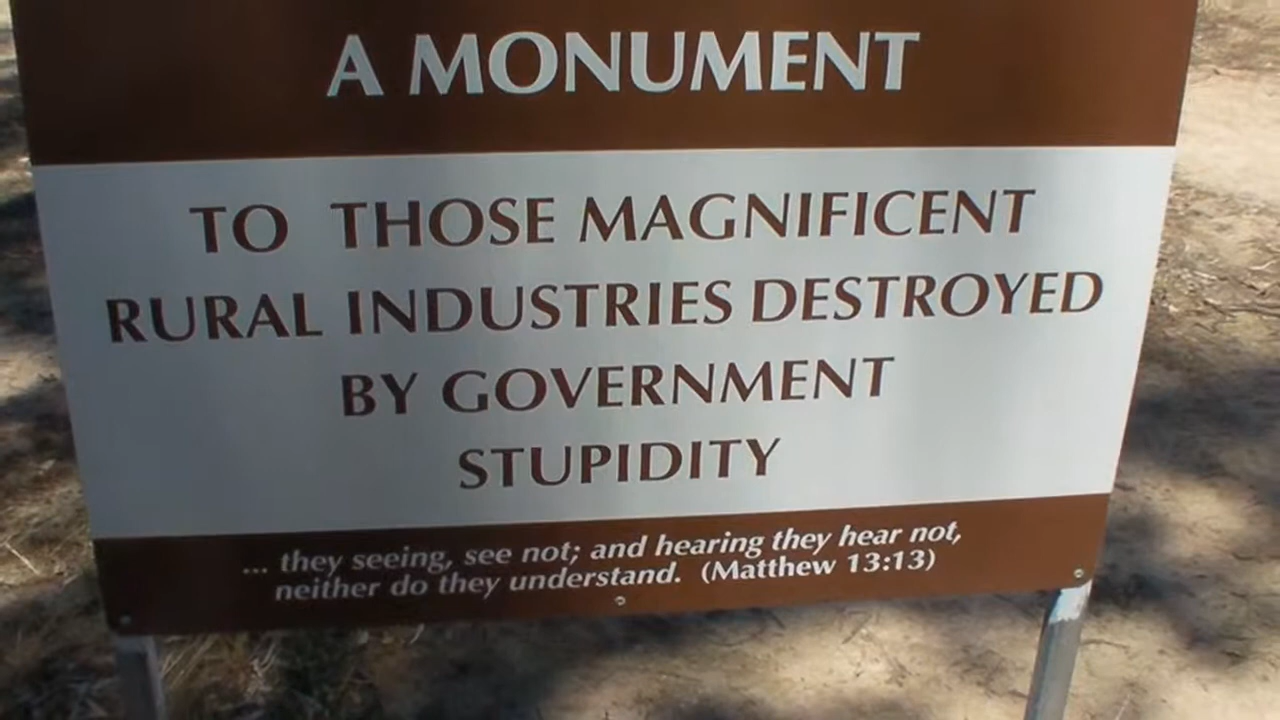 A MONUMENT
TO THOSE MAGNIFICENT
RURAL INDUSTRIES DESTROYED
BY GOVERNMENT
STUPIDITY
... they seeing, see not; and hearing they hear not,
neither do they understand. (Matthew 13:13)